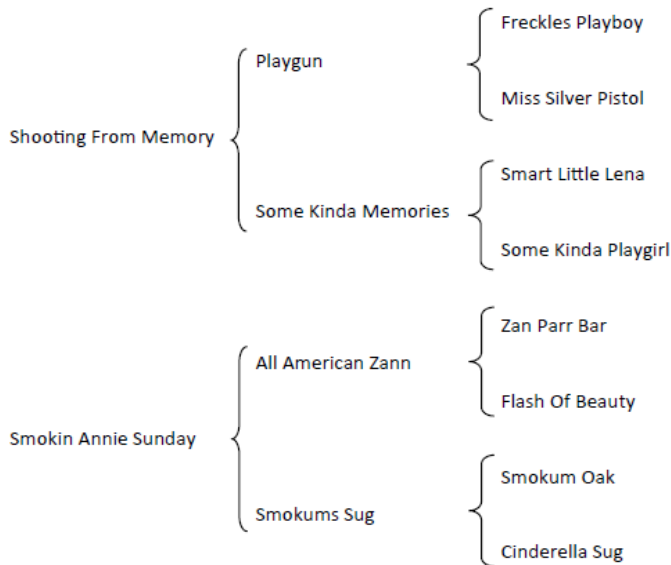 Freckles Playboy
Playgun
Miss Silver Pistol
Shooting From Memory
Smart Little Lena
Some Kinda Memories
Some Kinda Playgirl
Zan Parr Bar
All American Zann
Flash Of Beauty
Smokin Annie Sunday
Smokum Oak
Smokums Sug
Cinderella Sug